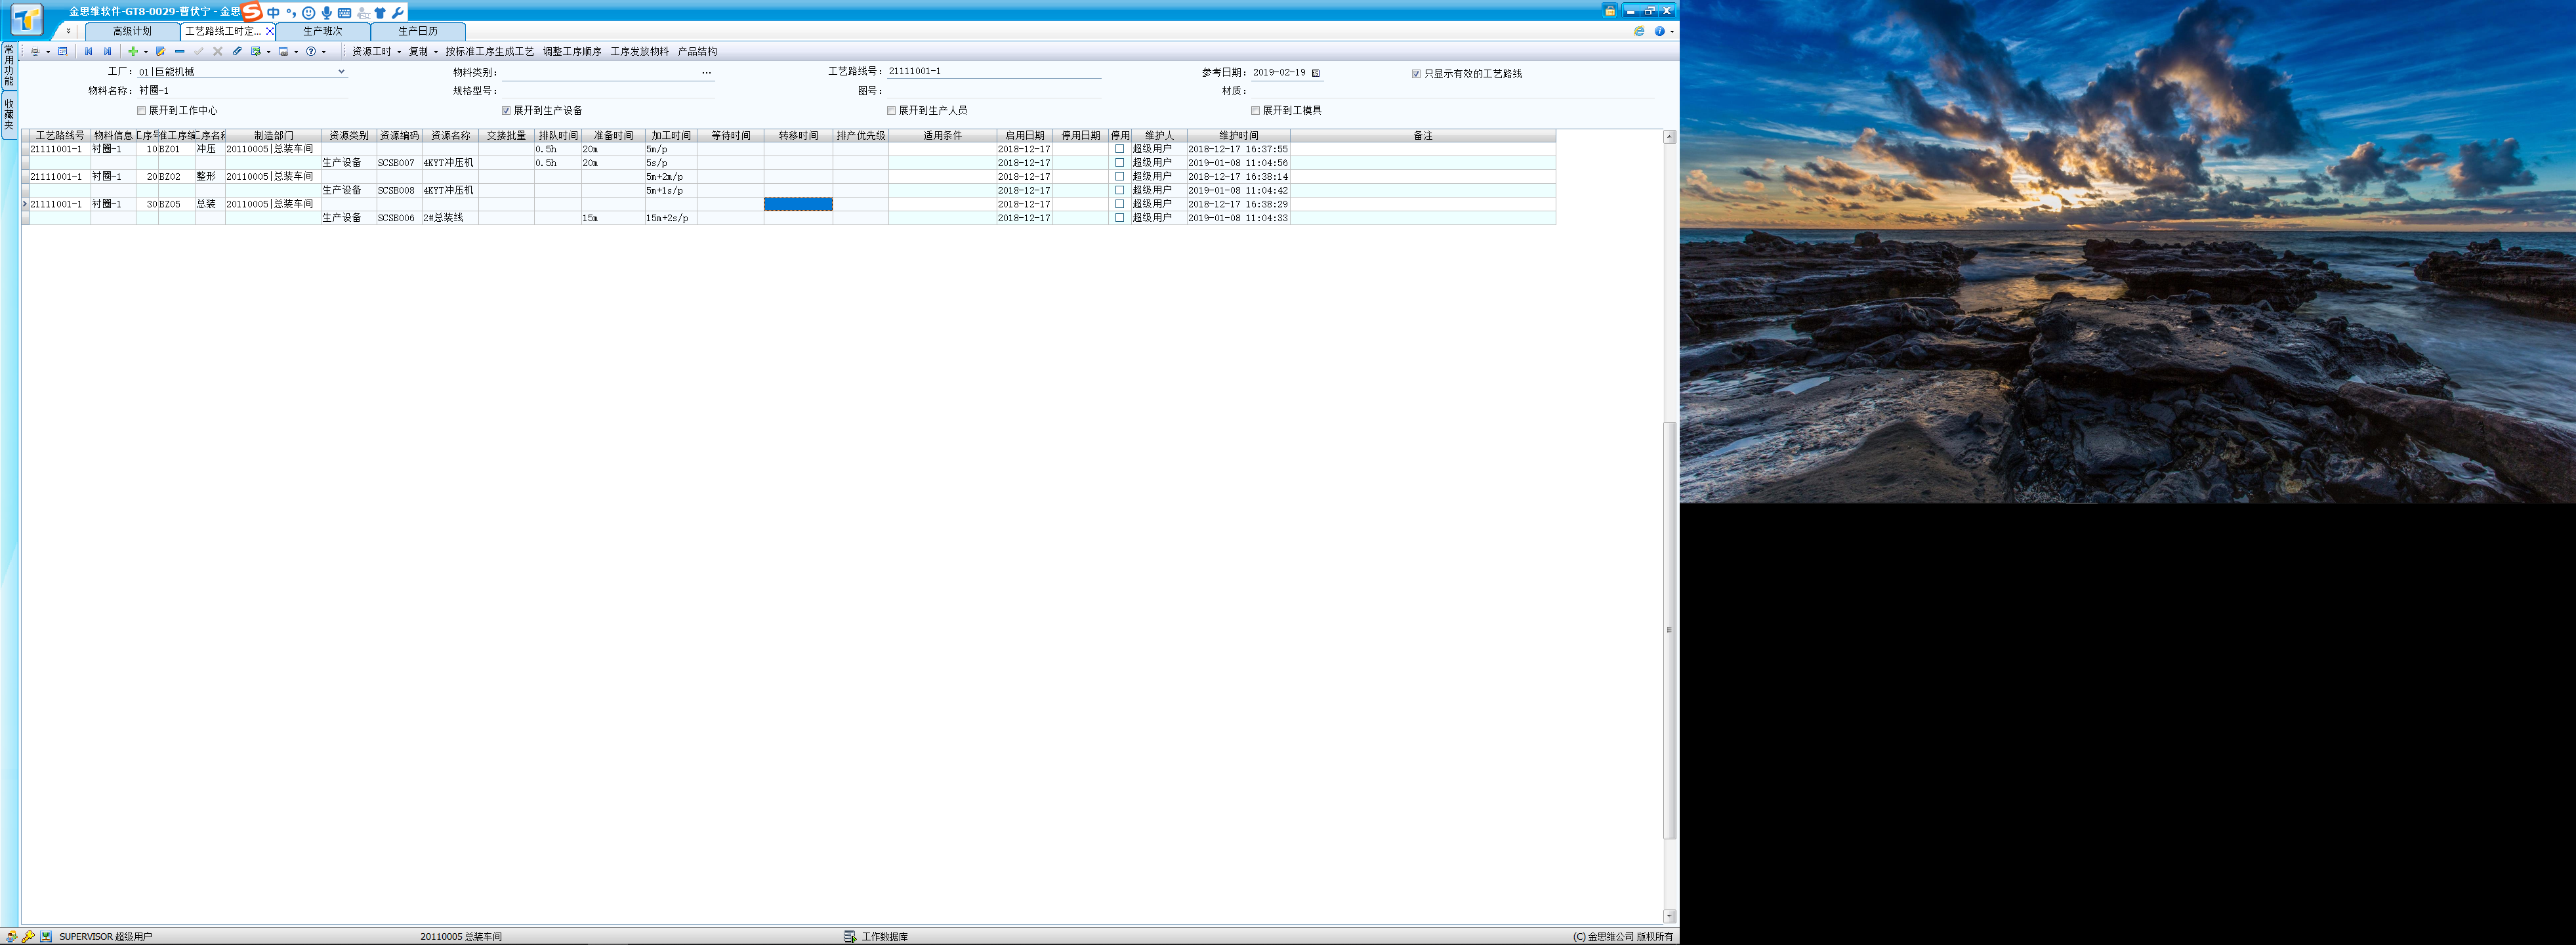 金思维软件-GT8-0029-曹伏宁 - 金思
中
高级计划 工艺路线工时定... 生产班次 生产日历
常用功能
收藏夹
资源工时 复制 按标准工序生成工艺 调整工序顺序 工序发放物料 产品结构
工厂: 01|巨能机械 物料类别: ... 工艺路线号: 21111001-1 参考日期: 2019-02-19 只显示有效的工艺路线
物料名称: 衬圈-1 规格型号: 图号: 材质:
展开到工作中心 展开到生产设备 展开到生产人员 展开到工模具
工艺路线号 物料信息 工序号 准工序编 序名称 制造部门 资源类别 资源编码 资源名称 交接批量 排队时间 准备时间 加工时间 等待时间 转移时间 排产优先级 适用条件 启用日期 停用日期 停用 维护人 维护时间 备注
21111001-1 衬圈-1 10 BZ01 冲压 20110005|总装车间 0.5h 20m 5m/p 2018-12-17 超级用户 2018-12-17 16:37:55
生产设备 SCSB007 4KYT冲压机 0.5h 20m 5s/p 2018-12-17 超级用户 2019-01-08 11:04:56
21111001-1 衬圈-1 20 BZ02 整形 20110005|总装车间 5m+2m/p 2018-12-17 超级用户 2018-12-17 16:38:14
生产设备 SCSB008 4KYT冲压机 5m+1s/p 2018-12-17 超级用户 2019-01-08 11:04:42
21111001-1 衬圈-1 30 BZ05 总装 20110005|总装车间 2018-12-17 超级用户 2018-12-17 16:38:29
生产设备 SCSB006 2#总装线 15m 15m+2s/p 2018-12-17 超级用户 2019-01-08 11:04:33
SUPERVISOR 超级用户 20110005 总装车间 工作数据库 (C) 金思维公司 版权所有